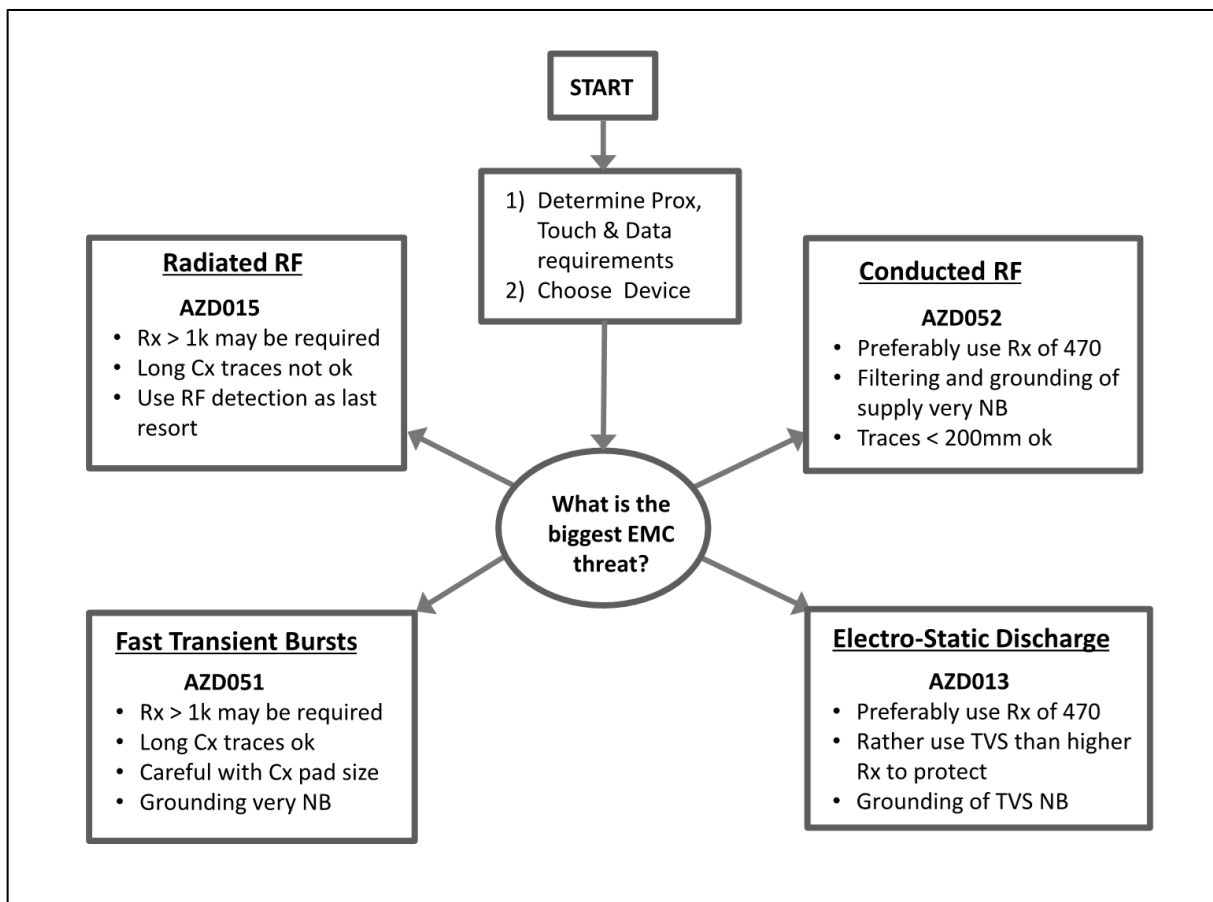 START
1) Determine Prox,
Touch & Data
requirements
2) Choose Device
Radiated RF
AZD015
• Rx > 1k may be required
• Long Cx traces not ok
• Use RF detection as last
resort
Conducted RF
AZD052
• Preferably use Rx of 470
• Filtering and grounding of
supply very NB
• Traces < 200mm ok
What is the
biggest EMC
threat?
Fast Transient Bursts
AZD051
• Rx > 1k may be required
• Long Cx traces ok
• Careful with Cx pad size
• Grounding very NB
Electro-Static Discharge
AZD013
• Preferably use Rx of 470
• Rather use TVS than higher
Rx to protect
• Grounding of TVS NB